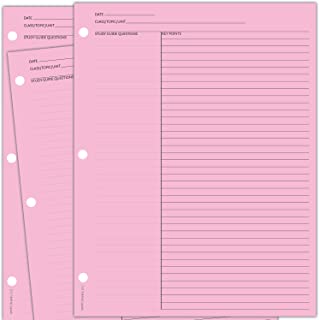 DATE
CLASS/TOPIC/UNIT
STUDY GUIDE QUESTIONS
DATE
CLASS/TOPIC/UNIT
STUDY GUIDE QUESTIONS
DATE
CLASS/TOPIC/UNIT
STUDY GUIDE QUESTIONS KEY POINTS